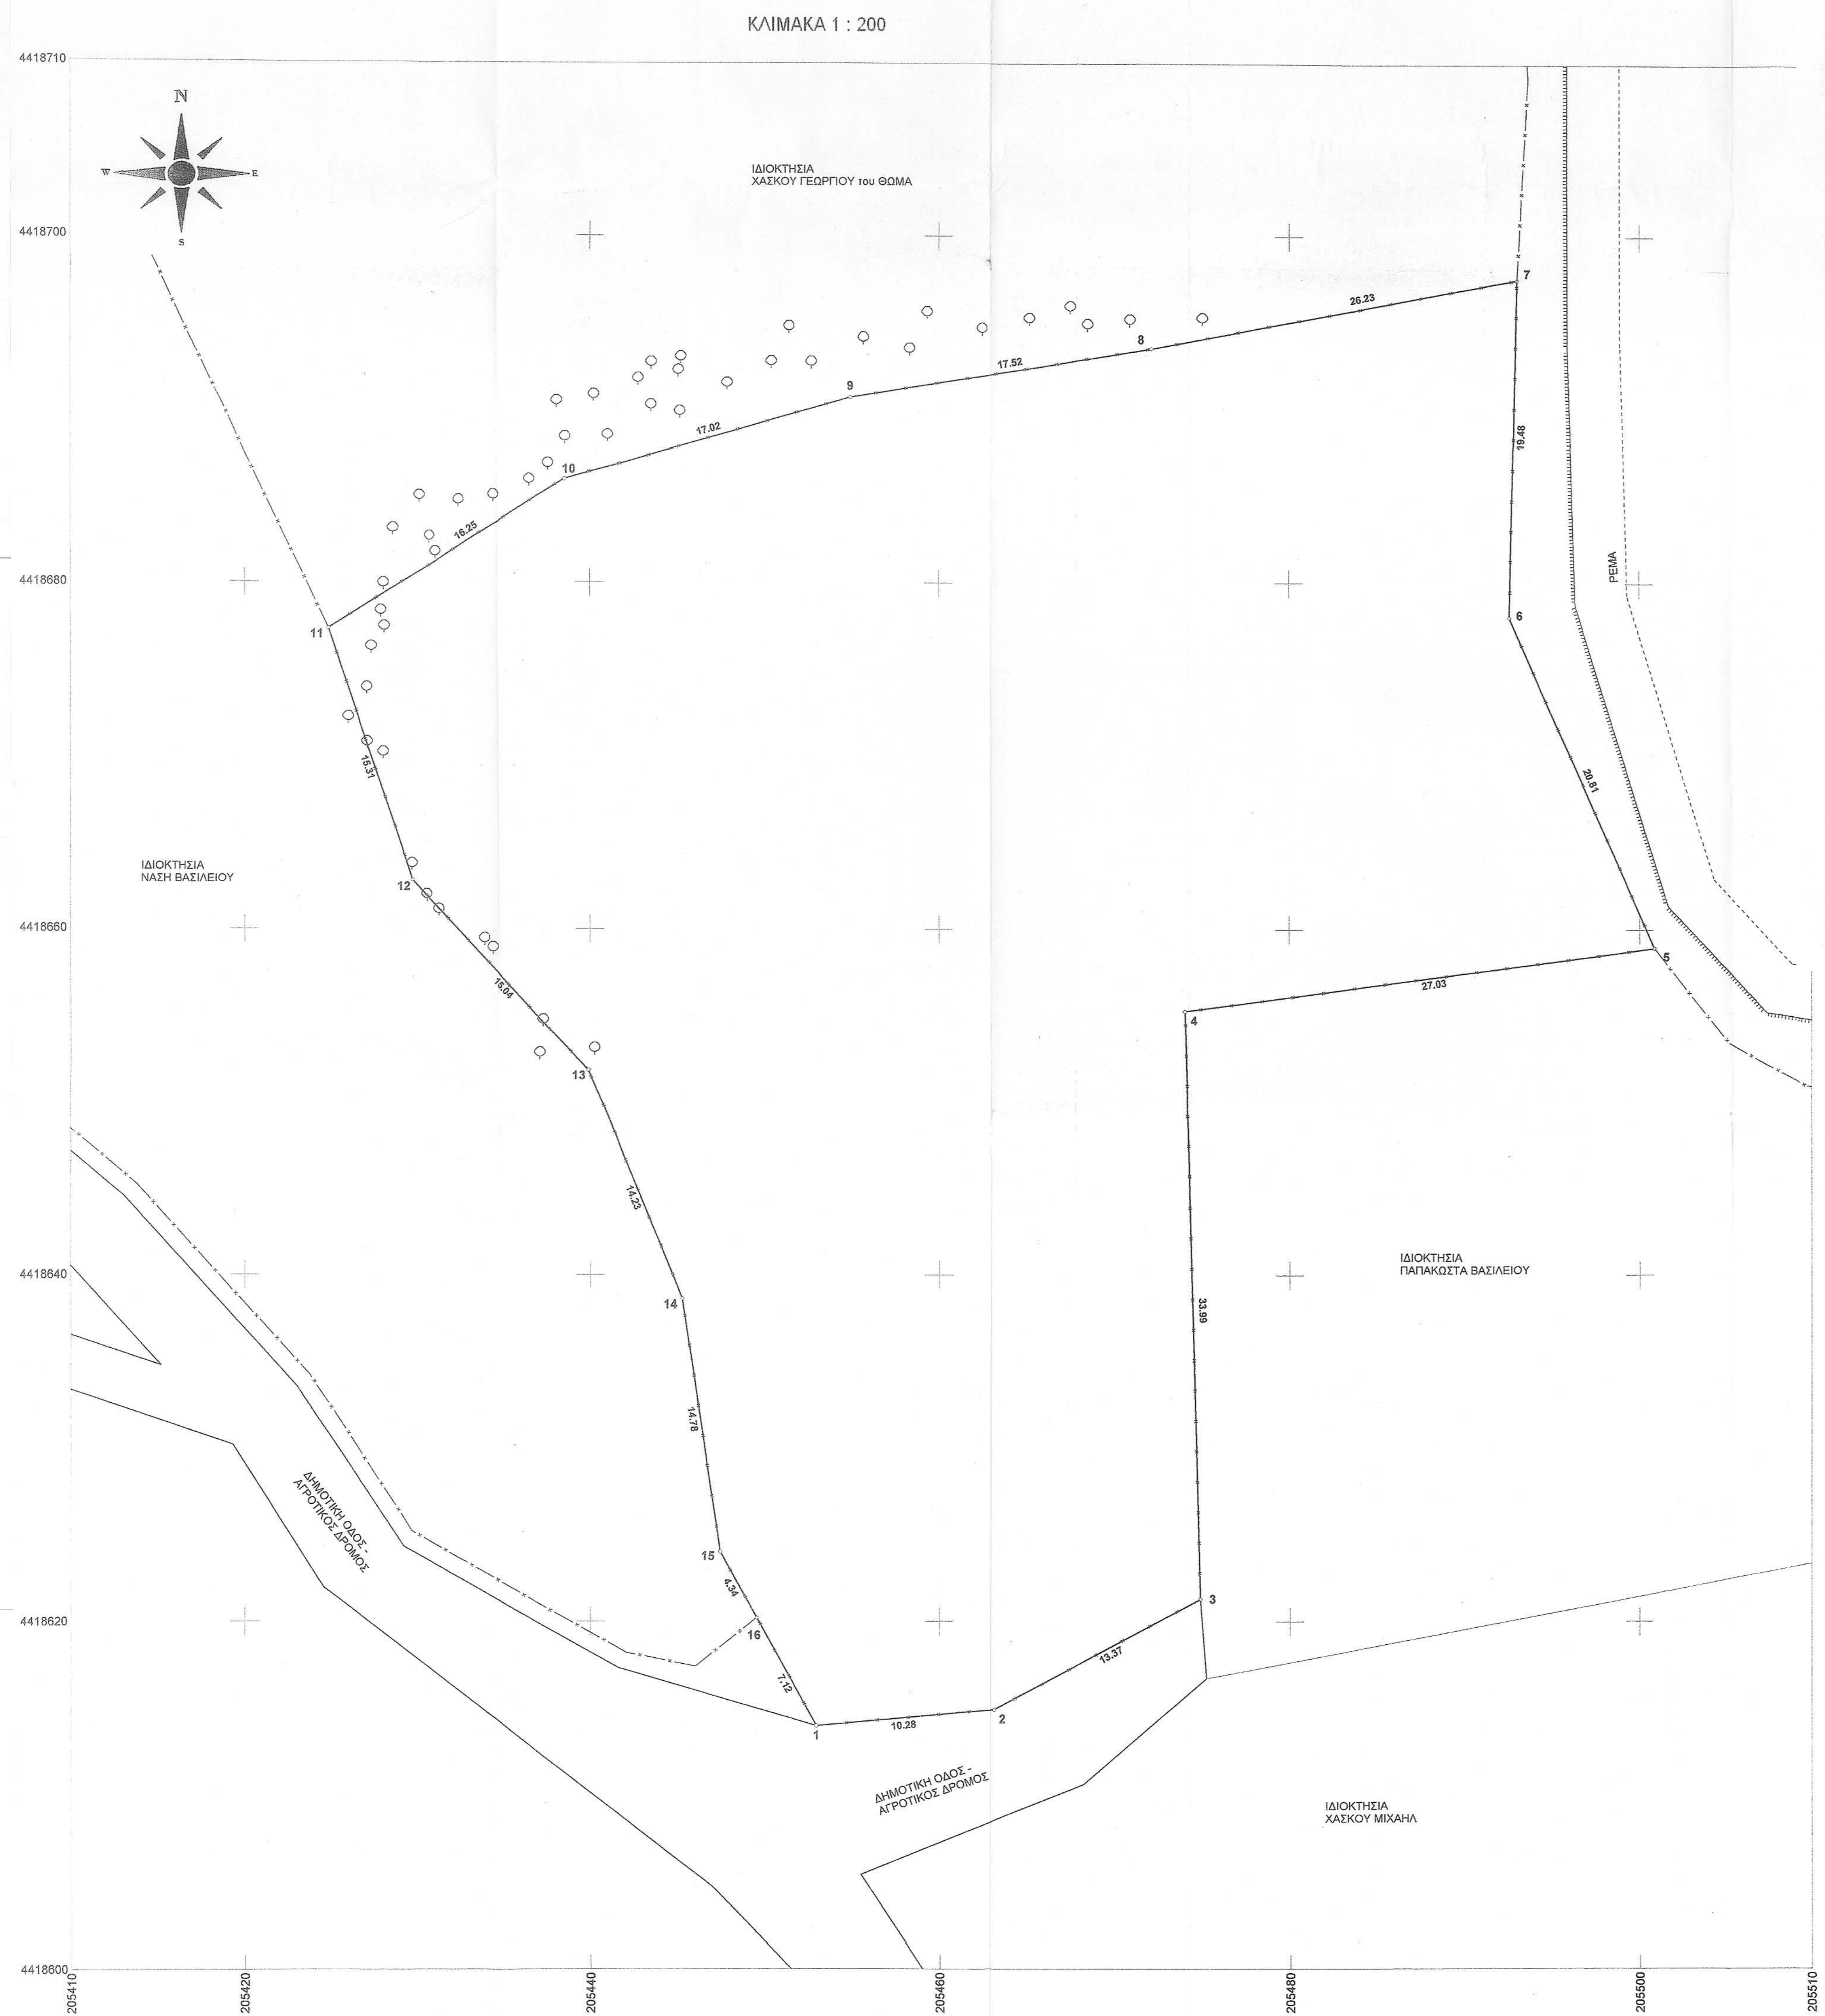 ΚΛΙΜΑΚΑ 1 : 200
4418710
N
W
E
S
ΙΔΙΟΚΤΗΣΙΑ
ΧΑΣΚΟΥ ΓΕΩΡΓΙΟΥ του ΘΩΜΑ
4418700
7
26.23
8
17.52
9
17.02
19.48
10
16.25
ΡΕΜΑ
4418680
6
11
15.31
20.81
ΙΔΙΟΚΤΗΣΙΑ
ΝΑΣΗ ΒΑΣΙΛΕΙΟΥ
12
4418660
5
27.03
15.04
4
13
14.23
ΙΔΙΟΚΤΗΣΙΑ
ΠΑΠΑΚΩΣΤΑ ΒΑΣΙΛΕΙΟΥ
4418640
14
33.99
14.78
ΔΗΜΟΤΙΚΗ ΟΔΟΣ -
ΑΓΡΟΤΙΚΟΣ ΔΡΟΜΟΣ
15
4.34
3
4418620
16
13.37
7.12
2
10.28
1
ΔΗΜΟΤΙΚΗ ΟΔΟΣ -
ΑΓΡΟΤΙΚΟΣ ΔΡΟΜΟΣ
ΙΔΙΟΚΤΗΣΙΑ
ΧΑΣΚΟΥ ΜΙΧΑΗΛ
4418600
205410
205420
205440
205460
205480
205500
205510